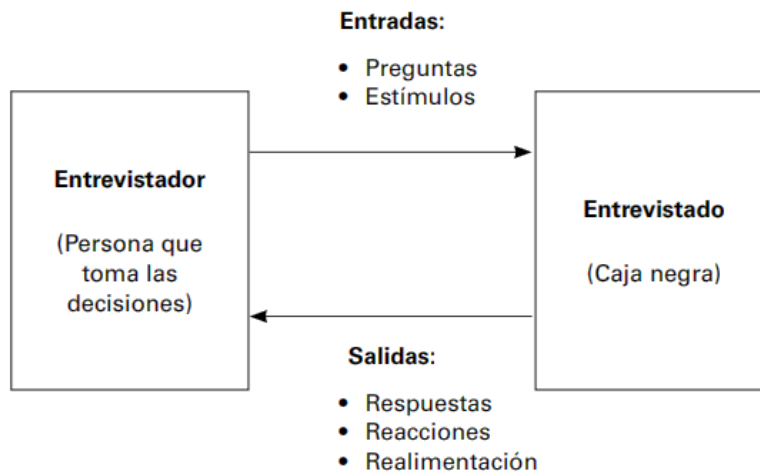 Entradas:
• Preguntas
• Estímulos
Entrevistador
(Persona que
toma las
decisiones)
Entrevistado
(Caja negra)
Salidas:
• Respuestas
• Reacciones
• Realimentación